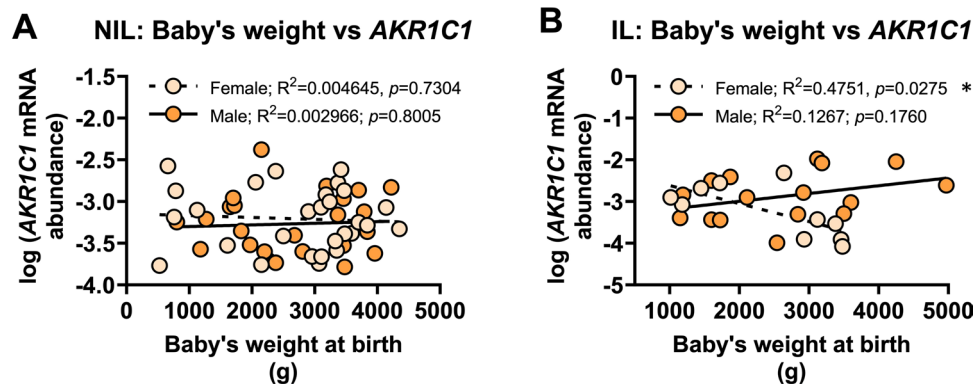 A
NIL: Baby's weight vs AKR1C1
log (AKR1C1 mRNA
abundance)
-1.5
-2.0
-2.5
-3.0
-3.5
-4.0
Female; R²=0.004645, p=0.7304
Male; R²=0.002966; p=0.8005
0 1000 2000 3000 4000 5000
Baby's weight at birth
(g)
B
IL: Baby's weight vs AKR1C1
log (AKR1C1 mRNA
abundance)
0
-1
-2
-3
-4
-5
Female; R²=0.4751, p=0.0275 *
Male; R²=0.1267; p=0.1760
1000 2000 3000 4000 5000
Baby's weight at birth
(g)